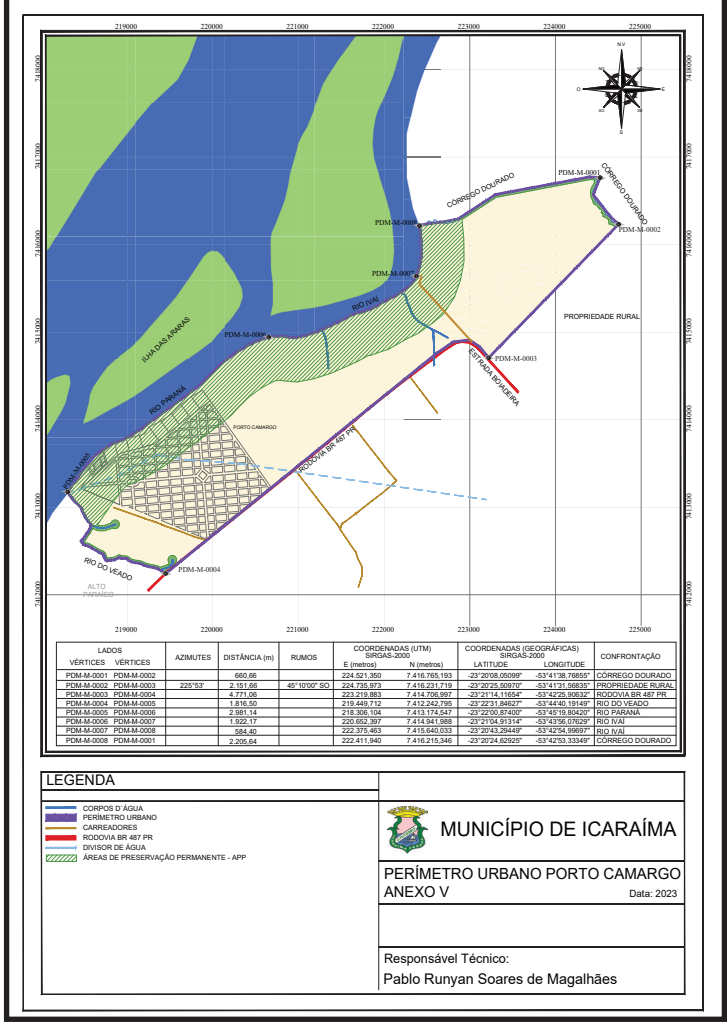 219000 220000 221000 222000 223000 224000 225000
7418000 7418000
7417000 7417000
7416000 7416000
7415000 7415000
7414000 7414000
7413000 7413000
7412000 7412000
N.V
O E
S
PDM-M-0001
CÓRREGO DOURADO
CÓRREGO DOURADO
PDM-M-0008
PDM-M-0002
PDM-M-0007
RIO IVAÍ
PROPRIEDADE RURAL
ILHA DAS ARARAS
PDM-M-0006
PDM-M-0003
ESTRADA BOIADEIRA
RIO PARANÁ
PORTO CAMARGO
RODOVIA BR 487 PR
PDM-M-0005
RIO DO VEADO
PDM-M-0004
ALTO
PARAÍSO
219000 220000 221000 222000 223000 224000 225000
LADOS AZIMUTES DISTÂNCIA (m) RUMOS COORDENADAS (UTM) SIRGAS-2000 COORDENADAS (GEOGRÁFICAS) SIRGAS-2000 CONFRONTAÇÃO
VÉRTICES VÉRTICES E (metros) N (metros) LATITUDE LONGITUDE
PDM-M-0001 PDM-M-0002 660,66 224.521,350 7.416.765,193 -23°20'08,05099" -53°41'38,76855" CÓRREGO DOURADO
PDM-M-0002 PDM-M-0003 225°53' 2.151,66 45°10'00" SO 224.735,973 7.416.231,719 -23°20'25,50970" -53°41'31,56835" PROPRIEDADE RURAL
PDM-M-0003 PDM-M-0004 4.771,06 223.219,883 7.414.706,997 -23°21'14,11654" -53°42'25,90632" RODOVIA BR 487 PR
PDM-M-0004 PDM-M-0005 1.816,50 219.449,712 7.412.242,795 -23°22'31,84627" -53°44'40,19149" RIO DO VEADO
PDM-M-0005 PDM-M-0006 2.981,14 218.306,104 7.413.174,547 -23°22'00,87400" -53°45'19,80420" RIO PARANÁ
PDM-M-0006 PDM-M-0007 1.922,17 220.652,397 7.414.941,988 -23°21'04,91314" -53°43'56,07629" RIO IVAÍ
PDM-M-0007 PDM-M-0008 584,40 222.375,463 7.415.640,033 -23°20'43,29449" -53°42'54,99697" RIO IVAÍ
PDM-M-0008 PDM-M-0001 2.205,64 222.411,940 7.416.215,346 -23°20'24,62925" -53°42'53,33349" CÓRREGO DOURADO
LEGENDA
CORPOS D´ÁGUA
PERÍMETRO URBANO
CARREADORES
RODOVIA BR 487 PR
DIVISOR DE ÁGUA
ÁREAS DE PRESERVAÇÃO PERMANENTE - APP
MUNICÍPIO DE ICARAÍMA
PERÍMETRO URBANO PORTO CAMARGO
ANEXO V Data: 2023
Responsável Técnico:
Pablo Runyan Soares de Magalhães